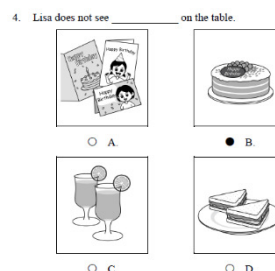 4. Lisa does not see ____________ on the table.
Happy Birthday
Happy Birthday!
Happy Birthday
A.
B.
C
D